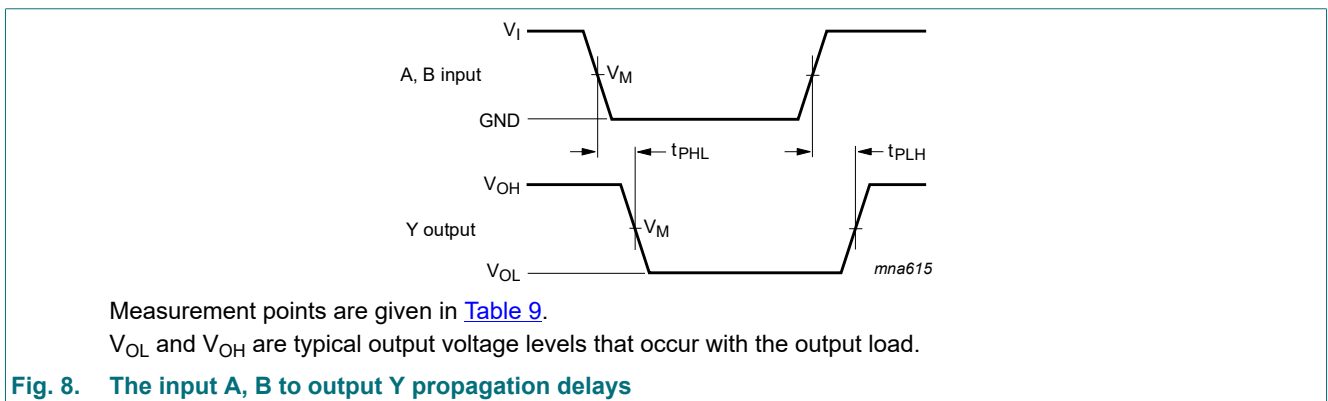 V_I
A, B input
V_M
GND
t_PHL
t_PLH
V_OH
Y output
V_M
V_OL
mna615
Measurement points are given in Table 9.
V_OL and V_OH are typical output voltage levels that occur with the output load.
Fig. 8. The input A, B to output Y propagation delays